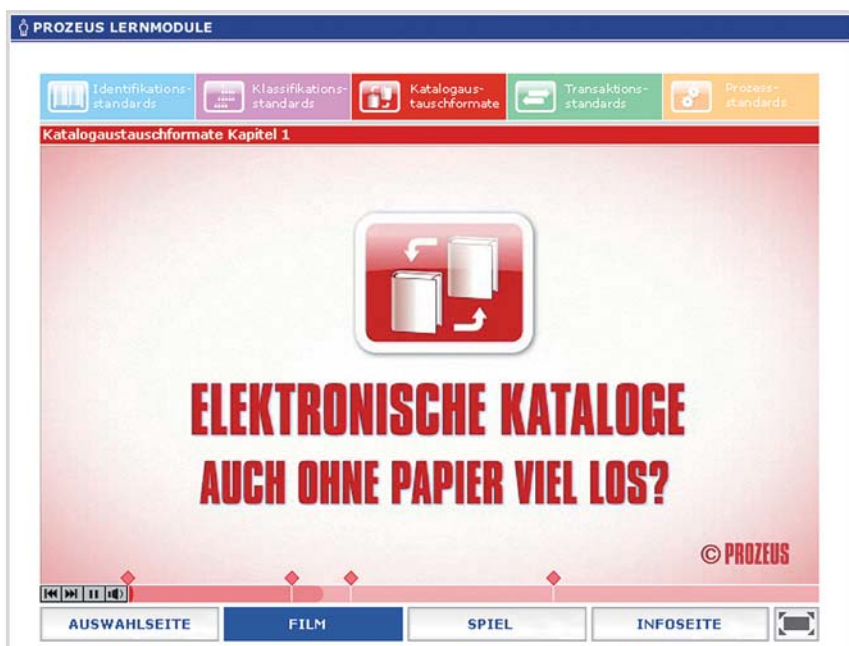 PROZEUS LERNMODULE
Identifikations-
standards
Klassifikations-
standards
Katalogaus-
tauschformate
Transaktions-
standards
Prozess-
standards
Katalogaustauschformate Kapitel 1
ELEKTRONISCHE KATALOGE
AUCH OHNE PAPIER VIEL LOS?
© PROZEUS
AUSWAHLSEITE
FILM
SPIEL
INFOSEITE